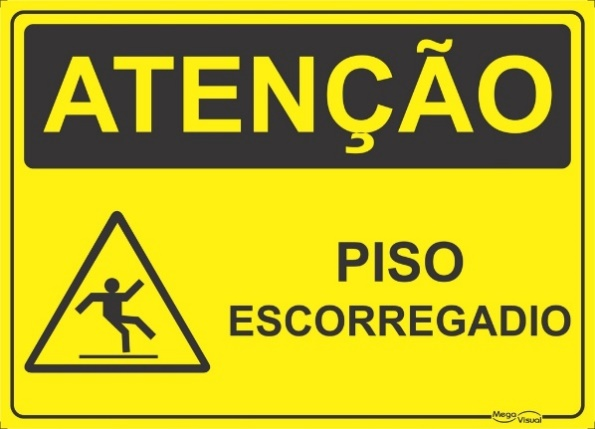 ATENÇÃO
PISO
ESCORREGADIO
Mega
Visual